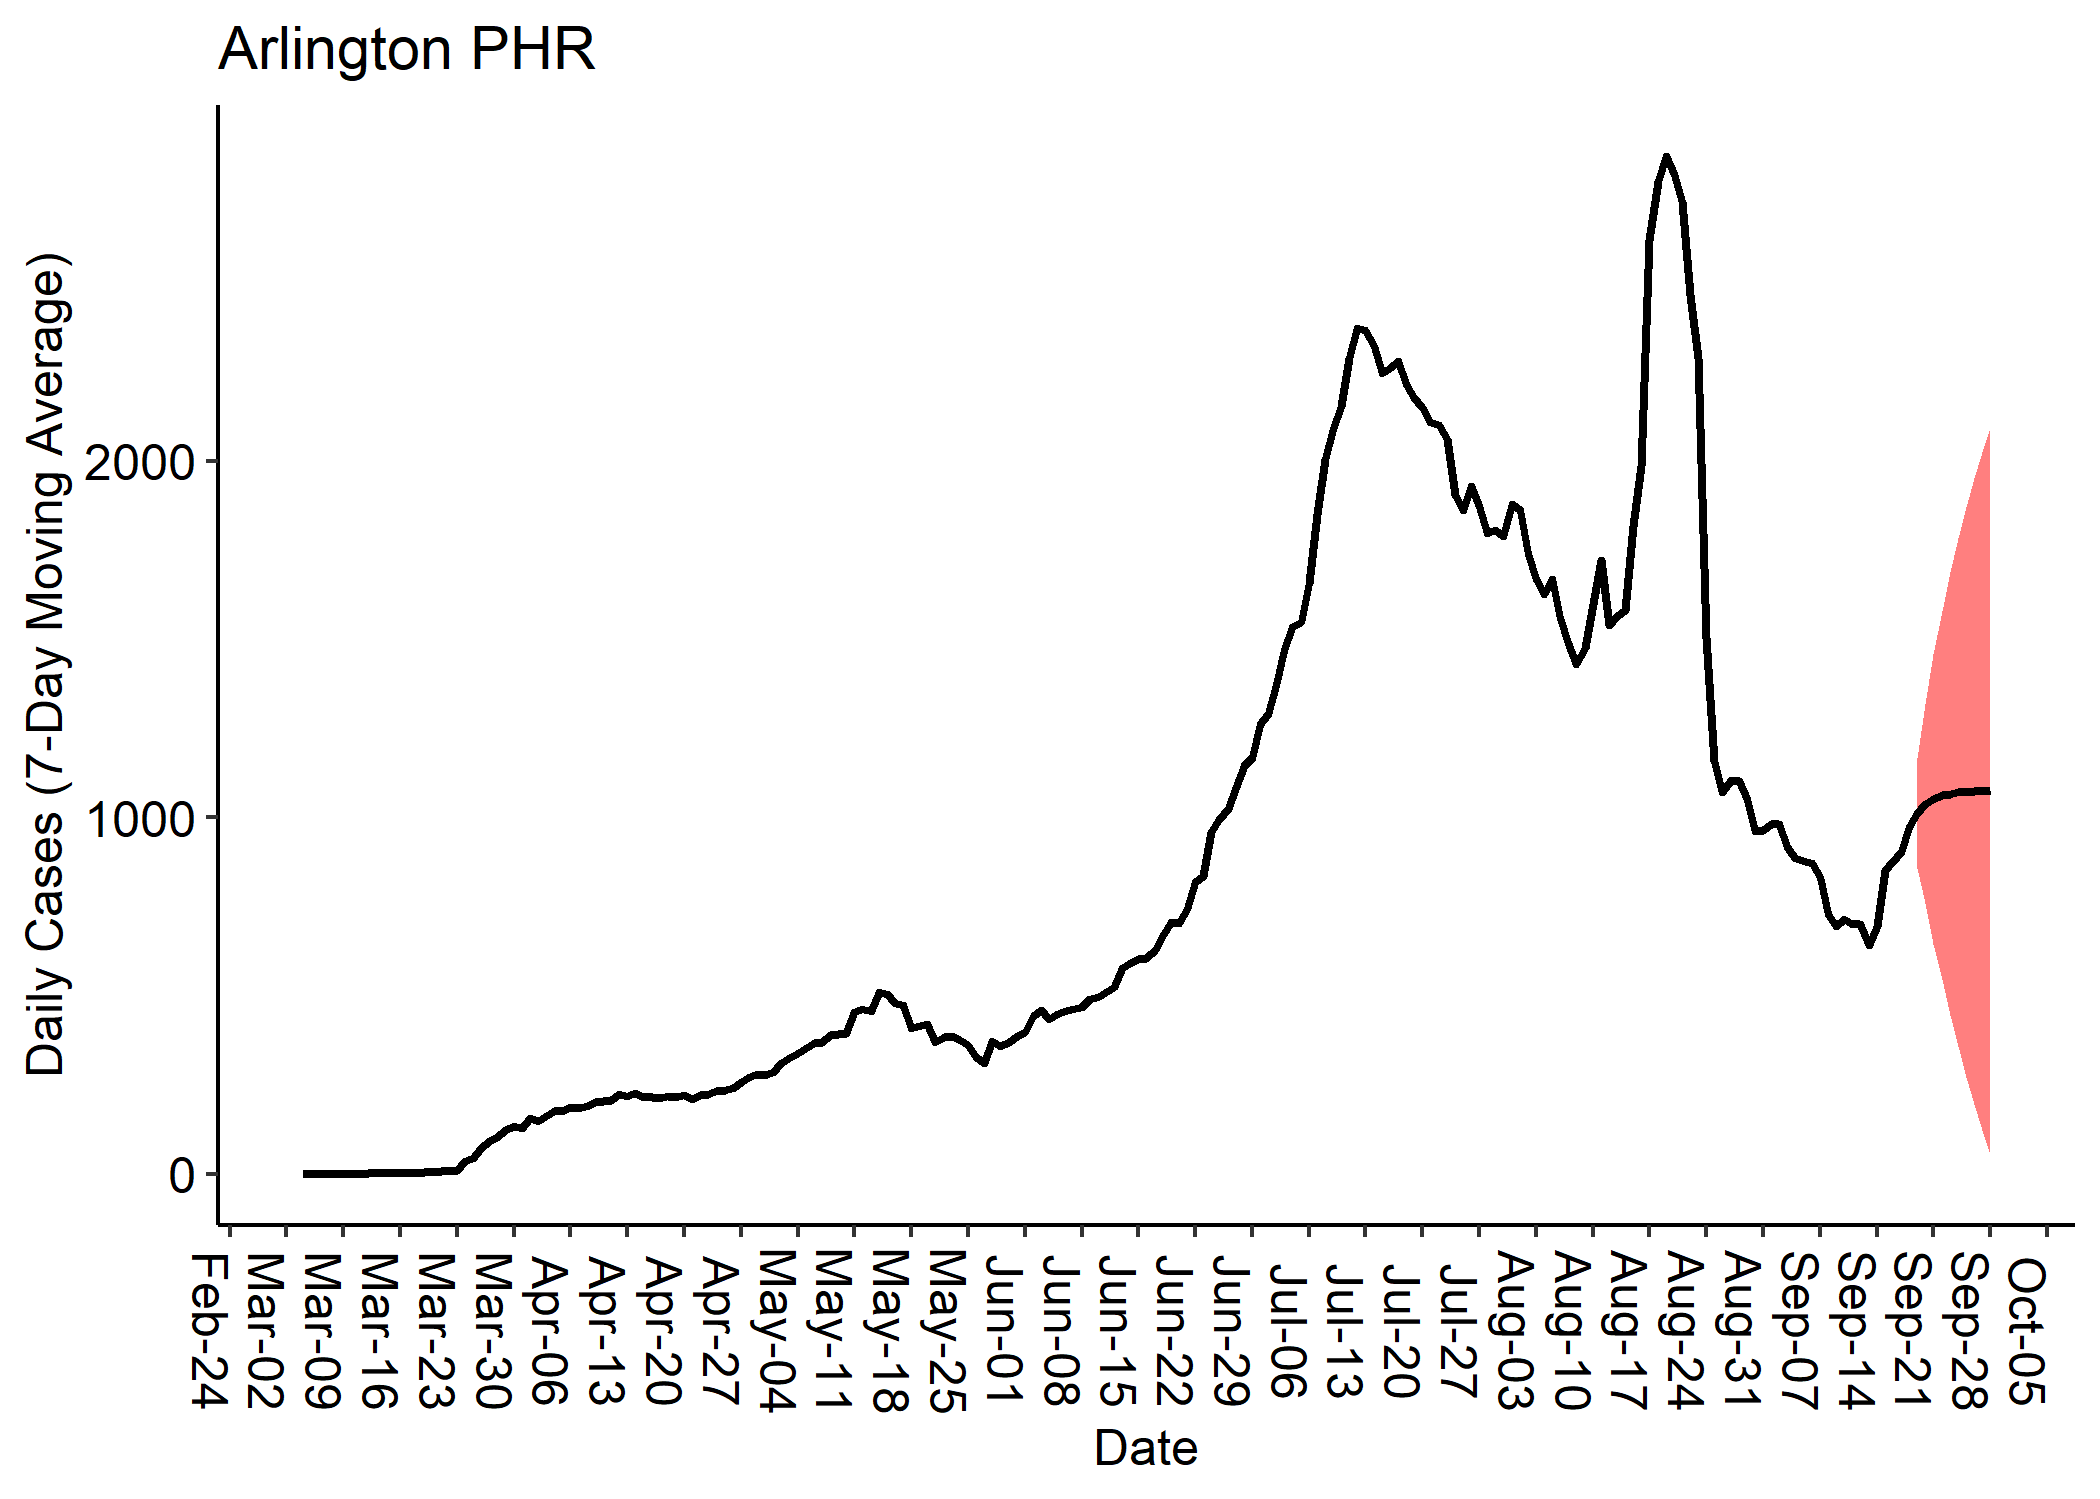 Arlington PHR
Daily Cases (7-Day Moving Average)
2000
1000
0
Feb-24
Mar-02
Mar-09
Mar-16
Mar-23
Mar-30
Apr-06
Apr-13
Apr-20
Apr-27
May-04
May-11
May-18
May-25
Jun-01
Jun-08
Jun-15
Jun-22
Jun-29
Jul-06
Jul-13
Jul-20
Jul-27
Aug-03
Aug-10
Aug-17
Aug-24
Aug-31
Sep-07
Sep-14
Sep-21
Sep-28
Oct-05
Date